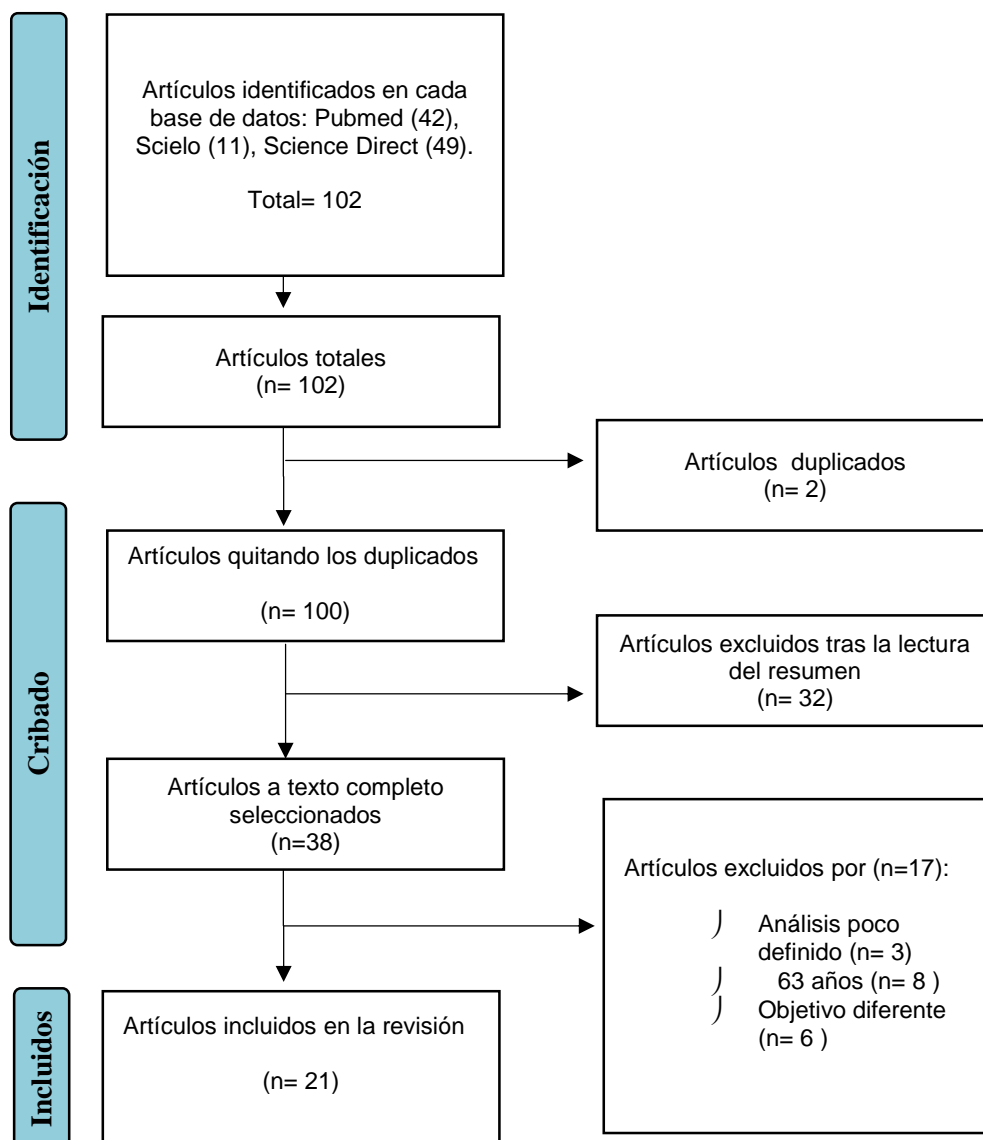 Identificación
Artículos identificados en cada
base de datos: Pubmed (42),
Scielo (11), Science Direct (49).
Total= 102
Artículos totales
(n= 102)
Artículos duplicados
(n= 2)
Cribado
Artículos quitando los duplicados
(n= 100)
Artículos excluidos tras la lectura
del resumen
(n= 32)
Artículos a texto completo
seleccionados
(n=38)
Artículos excluidos por (n=17):
Análisis poco
definido (n= 3)
63 años (n= 8 )
Objetivo diferente
(n= 6 )
Incluidos
Artículos incluidos en la revisión
(n= 21)